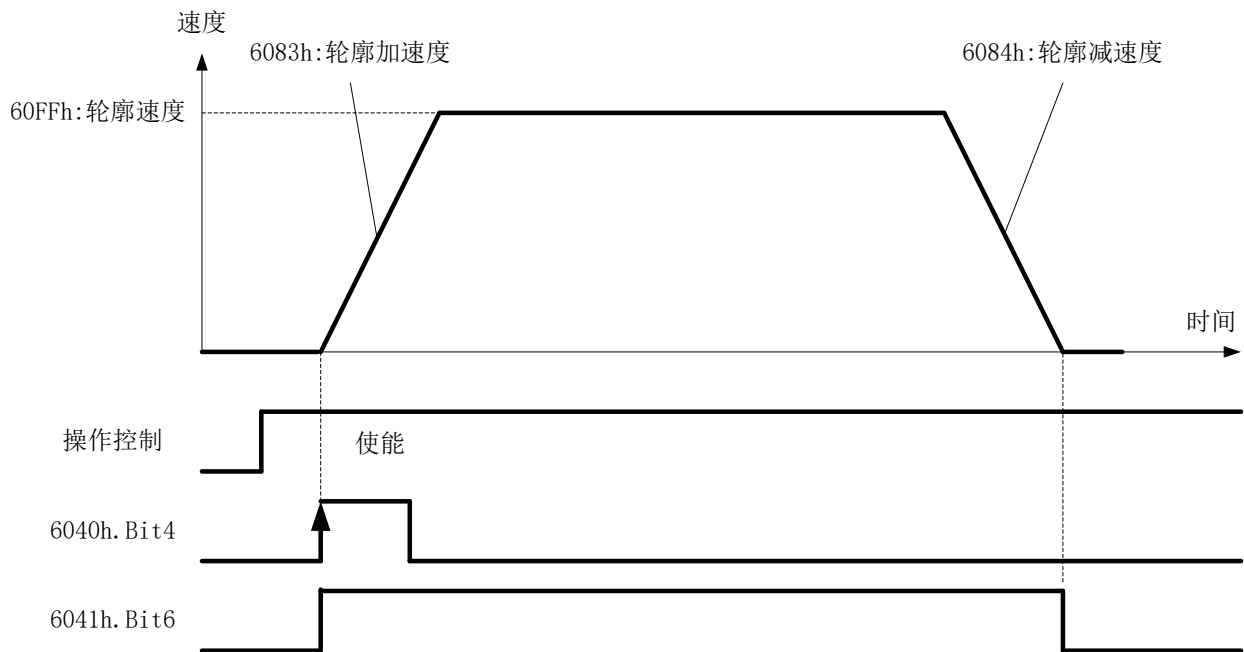 速度
6083h:轮廓加速度
6084h:轮廓减速度
60FFh:轮廓速度
时间
操作控制
使能
6040h.Bit4
6041h.Bit6